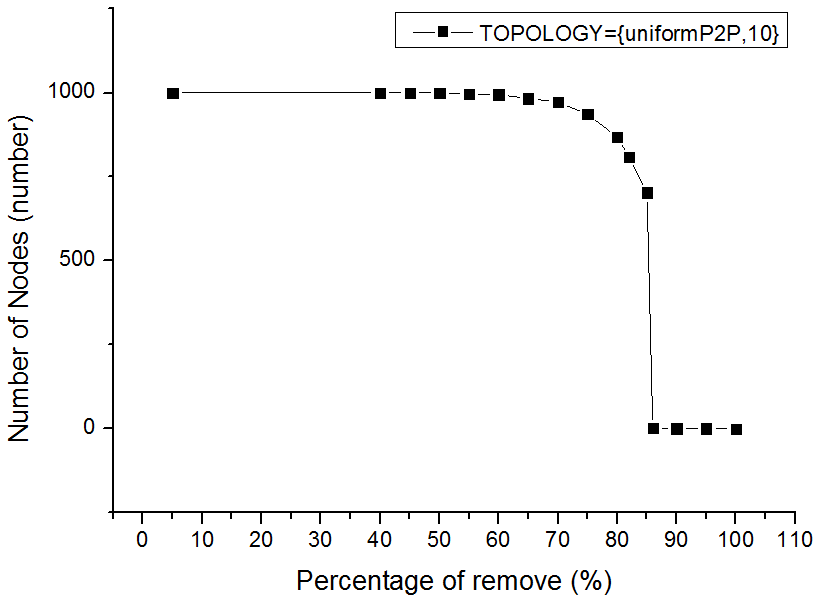 TOPOLOGY={uniformP2P,10}
Number of Nodes (number)
1000
500
0
0 10 20 30 40 50 60 70 80 90 100 110
Percentage of remove (%)